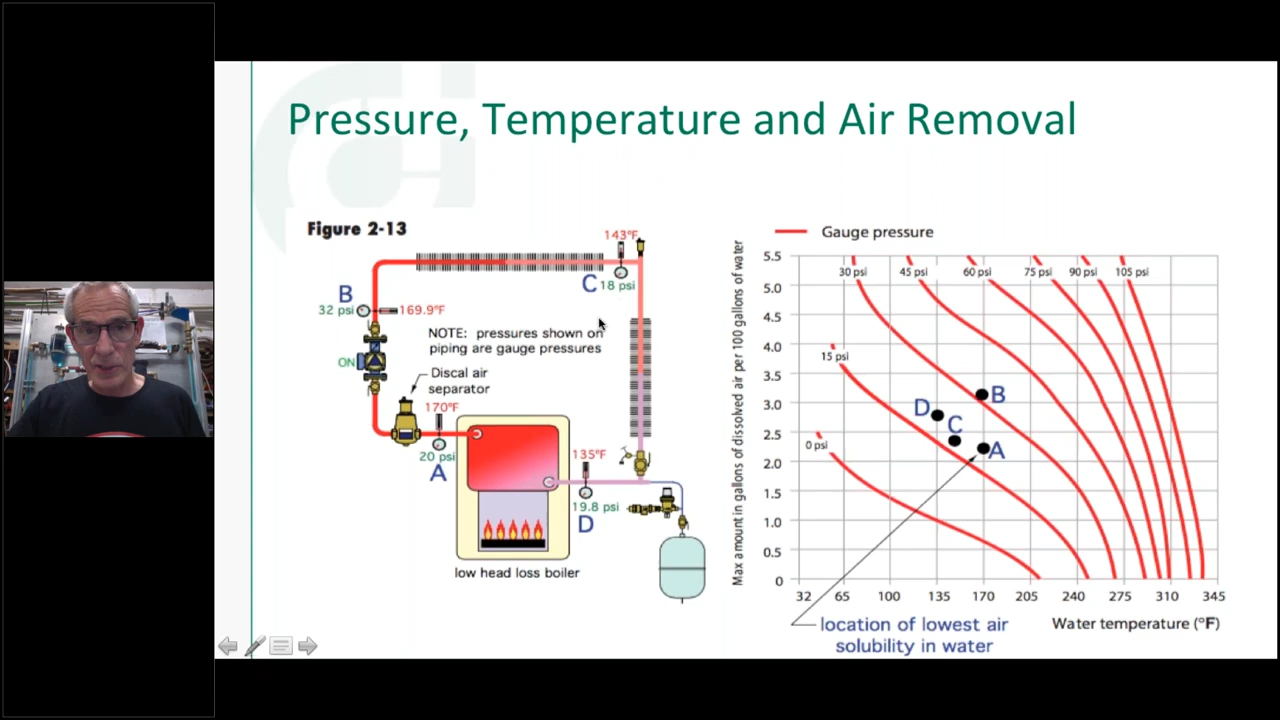 Pressure, Temperature and Air Removal
Figure 2-13
143°F
C 18 psi
B
32 psi
169.9°F
NOTE: pressures shown on
piping are gauge pressures
ON
Discal air
separator
170°F
20 psi
A
135°F
19.8 psi
D
low head loss boiler
Gauge pressure
Max amount in gallons of dissolved air per 100 gallons of water
5.5
5.0
4.5
4.0
3.5
3.0
2.5
2.0
1.5
1.0
0.5
0
30 psi 45 psi 60 psi 75 psi 90 psi 105 psi
15 psi
0 psi
B
D
C
A
32 65 100 135 170 205 240 275 310 345
Water temperature (°F)
location of lowest air
solubility in water